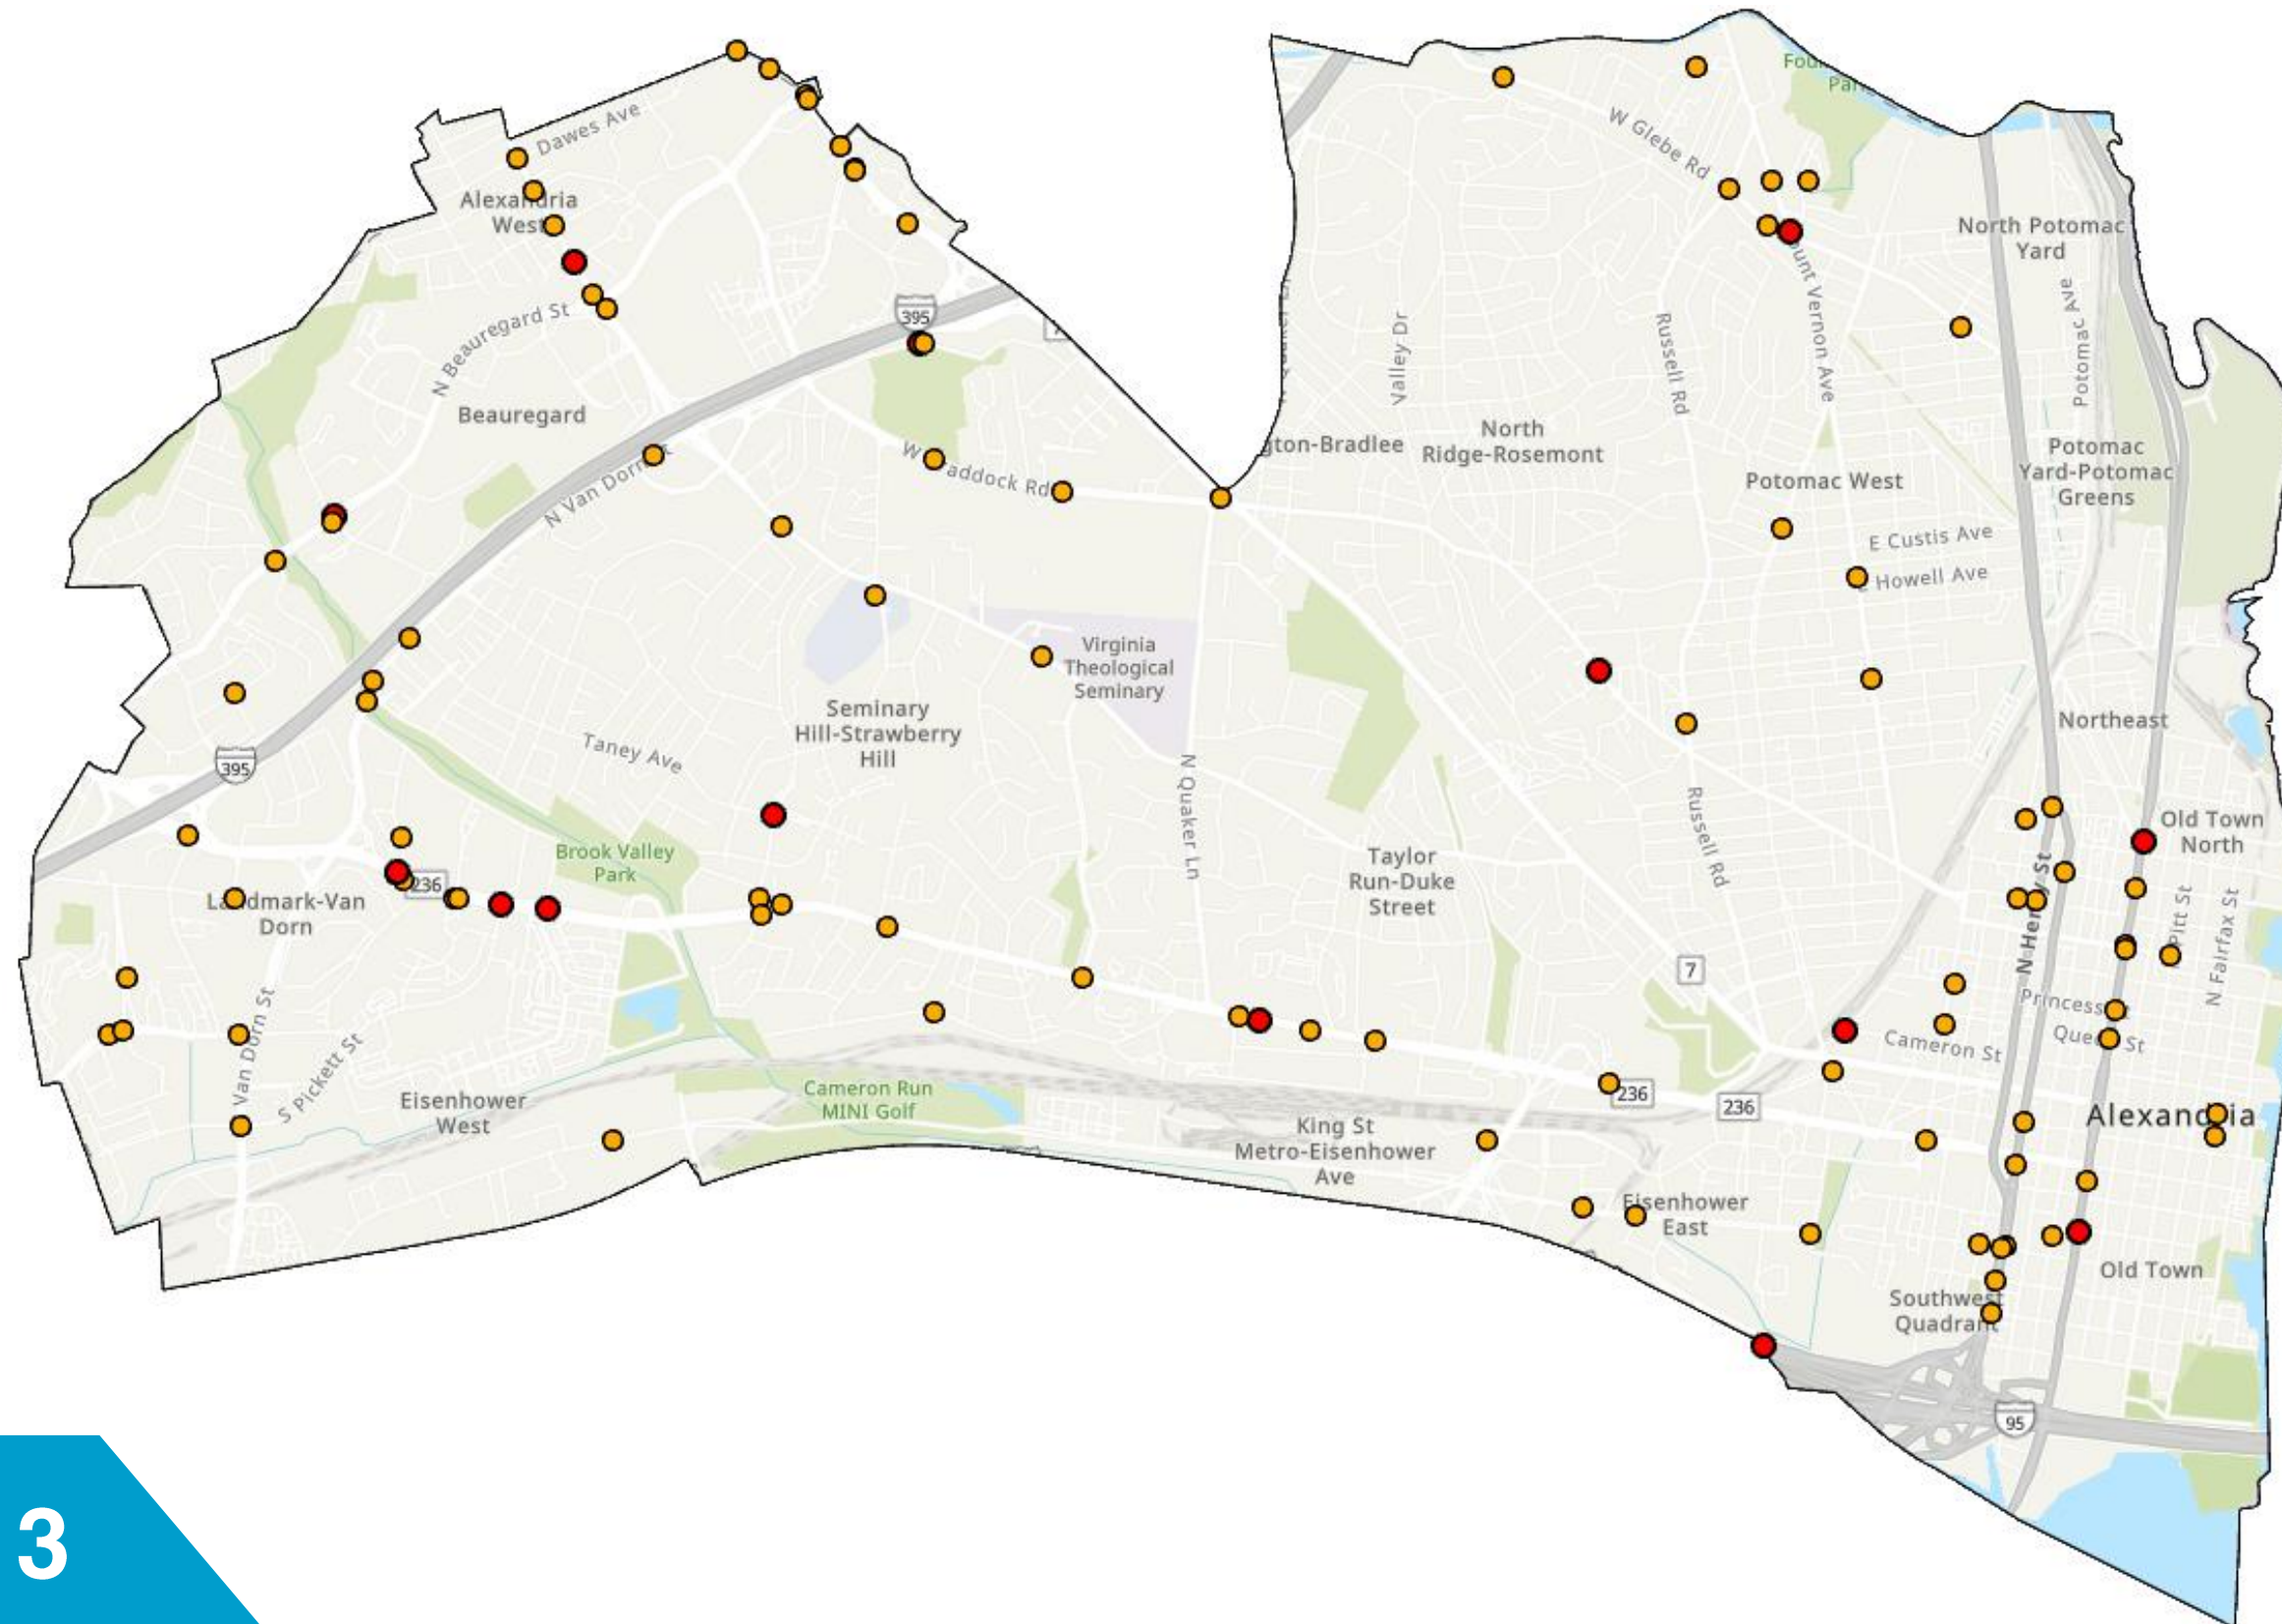 Dawes Ave
Alexandria
West
N Beauregard St
395
Beauregard
N Van Dorn
W
addock Rd
7
W Glebe Rd
North Potomac
Yard
Potomac Ave
Valley Dr
Russell Rd
unt Vernon Ave
gton-Bradlee
North
Ridge-Rosemont
Potomac West
Potomac
Yard-Potomac
Greens
E Custis Ave
Howell Ave
Virginia
Theological
Seminary
Seminary
Hill-Strawberry
Hill
Taney Ave
395
N Quaker Ln
Russell Rd
Northeast
Old Town
North
Brook Valley
Park
236
Landmark-Van
Dorn
Taylor
Run-Duke
Street
N Henry St
Pitt St
N Fairfax St
7
Princess St
Queen St
Cameron St
Van Dorn St
S Pickett St
Eisenhower
West
Cameron Run
MINI Golf
236
236
Alexandria
King St
Metro-Eisenhower
Ave
Eisenhower
East
Old Town
Southwest
Quadrant
95
3